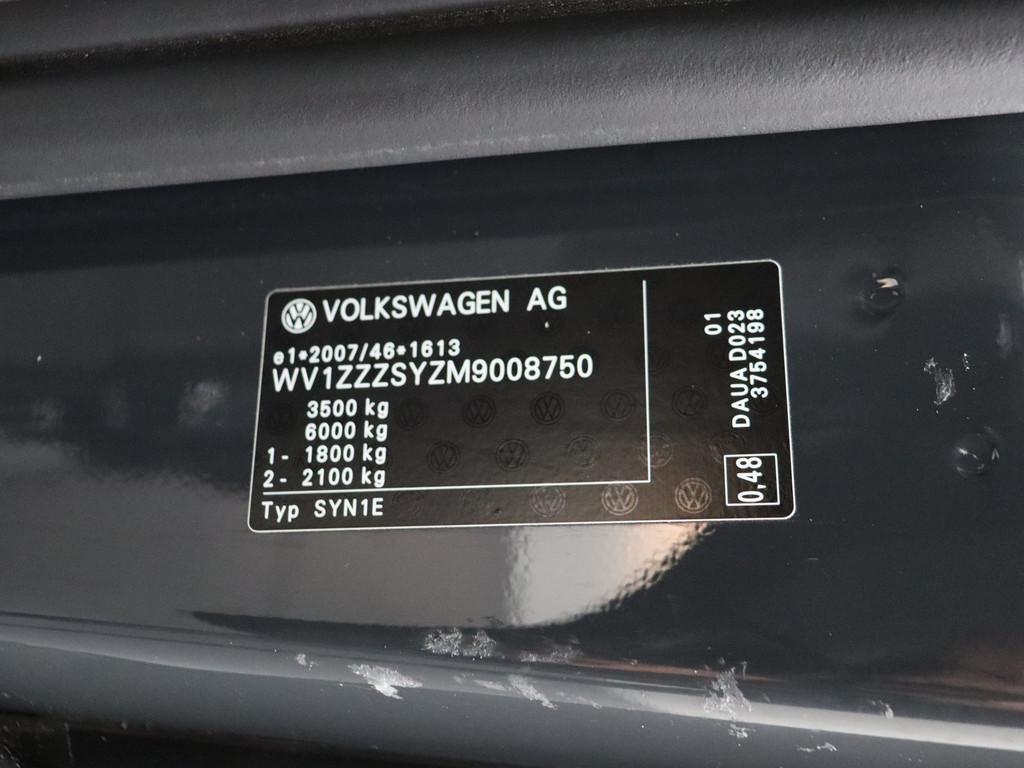 VOLKSWAGEN AG
e1*2007/46*1613
WV1ZZZSYZM9008750
3500 kg
6000 kg
1- 1800 kg
2- 2100 kg
Typ SYN1E
01
DAUA D023
3754198
0,48